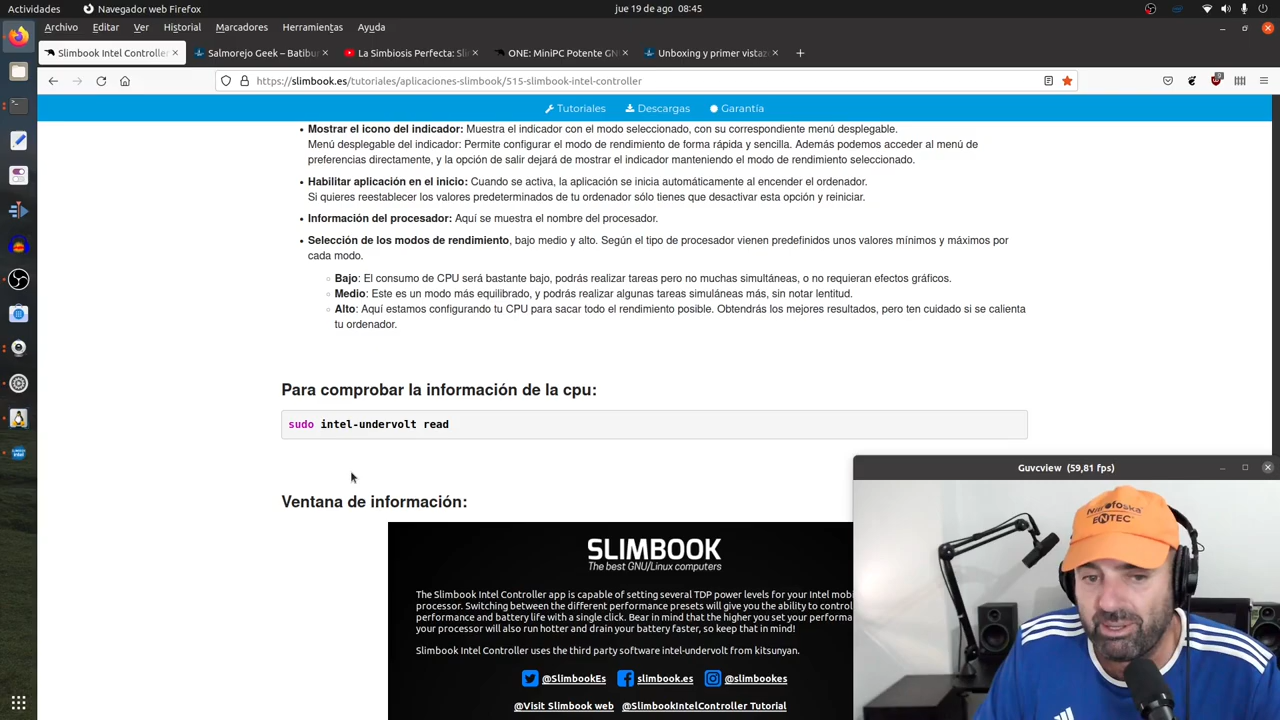 Actividades
Navegador web Firefox
jue 19 de ago 08:45
Archivo Editar Ver Historial Marcadores Herramientas Ayuda
Slimbook Intel Controller × Salmorejo Geek – Batibur × La Simbiosis Perfecta: Sli × ONE: MiniPC Potente GN × Unboxing y primer vistaz × +
https://slimbook.es/tutoriales/aplicaciones-slimbook/515-slimbook-intel-controller
Tutoriales Descargas Garantía
• Mostrar el icono del indicador: Muestra el indicador con el modo seleccionado, con su correspondiente menú desplegable.
Menú desplegable del indicador: Permite configurar el modo de rendimiento de forma rápida y sencilla. Además podemos acceder al menú de
preferencias directamente, y la opción de salir dejará de mostrar el indicador manteniendo el modo de rendimiento seleccionado.
• Habilitar aplicación en el inicio: Cuando se activa, la aplicación se inicia automáticamente al encender el ordenador.
Si quieres reestablecer los valores predeterminados de tu ordenador sólo tienes que desactivar esta opción y reiniciar.
• Información del procesador: Aquí se muestra el nombre del procesador.
• Selección de los modos de rendimiento, bajo medio y alto. Según el tipo de procesador vienen predefinidos unos valores mínimos y máximos por
cada modo.
Bajo: El consumo de CPU será bastante bajo, podrás realizar tareas pero no muchas simultáneas, o no requieran efectos gráficos.
Medio: Este es un modo más equilibrado, y podrás realizar algunas tareas simuláneas más, sin notar lentitud.
Alto: Aquí estamos configurando tu CPU para sacar todo el rendimiento posible. Obtendrás los mejores resultados, pero ten cuidado si se calienta
tu ordenador.
Para comprobar la información de la cpu:
sudo intel-undervolt read
Ventana de información:
SLIMBOOK
The best GNU/Linux computers
The Slimbook Intel Controller app is capable of setting several TDP power levels for your Intel mobi
processor. Switching between the different performance presets will give you the ability to control
performance and battery life with a single click. Bear in mind that the higher you set your performa
your processor will also run hotter and drain your battery faster, so keep that in mind!
Slimbook Intel Controller uses the third party software intel-undervolt from kitsunyan.
@SlimbookEs slimbook.es @slimbookes
@Visit Slimbook web @SlimbookIntelController Tutorial
Guvcview (59,81 fps)
ENTEC